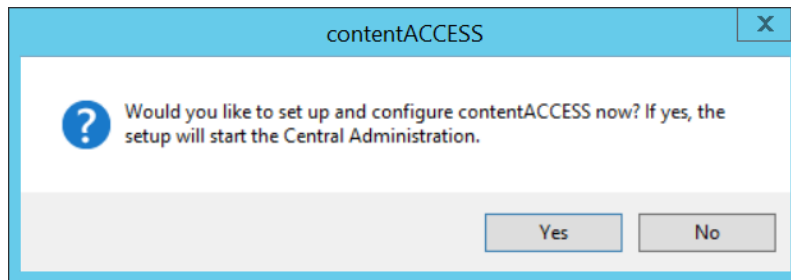 contentACCESS
X
Would you like to set up and configure contentACCESS now? If yes, the
setup will start the Central Administration.
Yes
No